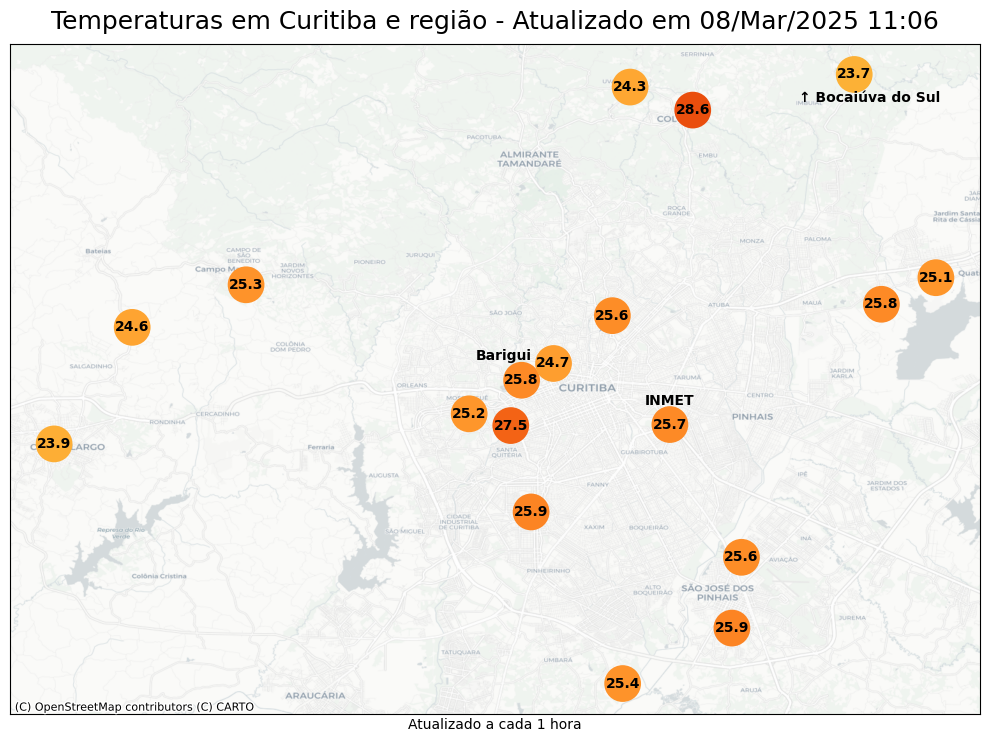 Temperaturas em Curitiba e região - Atualizado em 08/Mar/2025 11:06
SERRINHA
23.7
24.3
↑ Bocaiúva do Sul
28.6
PACOTUBA
ALMIRANTE
TAMANDARÉ
EMBU
ROÇA
GRANDE
Jardim Santa
Rita de Cássia
MONZA
PALOMA
Bateias
CAMPO DE
SÃO
BENEDITO
JURUQUI
PIONEIRO
JARDIM
NOVOS
HORIZONTES
25.3
25.1
25.8
ATUBA
MAUÁ
SÃO JOÃO
25.6
24.6
COLÔNIA
DOM PEDRO
Barigui
24.7
SALGADINHO
JARDIM
KARLA
25.8
TARUMÃ
ORLEANS
CURITIBA
CENTRO
INMET
25.2
CERCADINHO
RONDINHA
PINHAIS
27.5
25.7
23.9
Ferraria
SANTA
QUITÉRIA
GUABIROTUBA
AUGUSTA
IPÊ
FANNY
JARDIM DOS
ESTADOS I
25.9
CIDADE
INDUSTRIAL
DE CURITIBA
XAXIM
BOQUEIRÃO
Represa do Rio
Verde
INÁ
25.6
AVIAÇÃO
PINHEIRINHO
Colônia Cristina
ALTO
BOQUEIRÃO
SÃO JOSÉ DOS
PINHAIS
JUREMA
25.9
TATUQUARA
UMBARÁ
25.4
ARUJÁ
ARAUCÁRIA
(C) OpenStreetMap contributors (C) CARTO
Atualizado a cada 1 hora